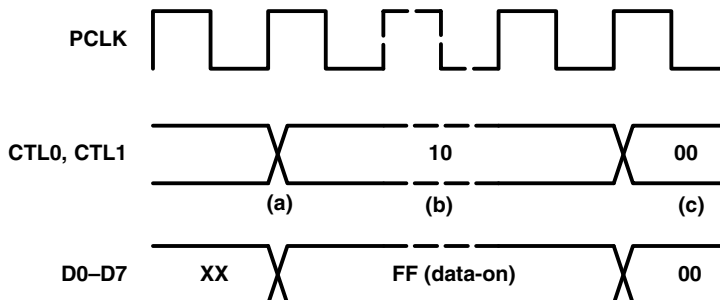 PCLK
CTL0, CTL1 10 00
(a) (b) (c)
D0–D7 XX FF (data-on) 00